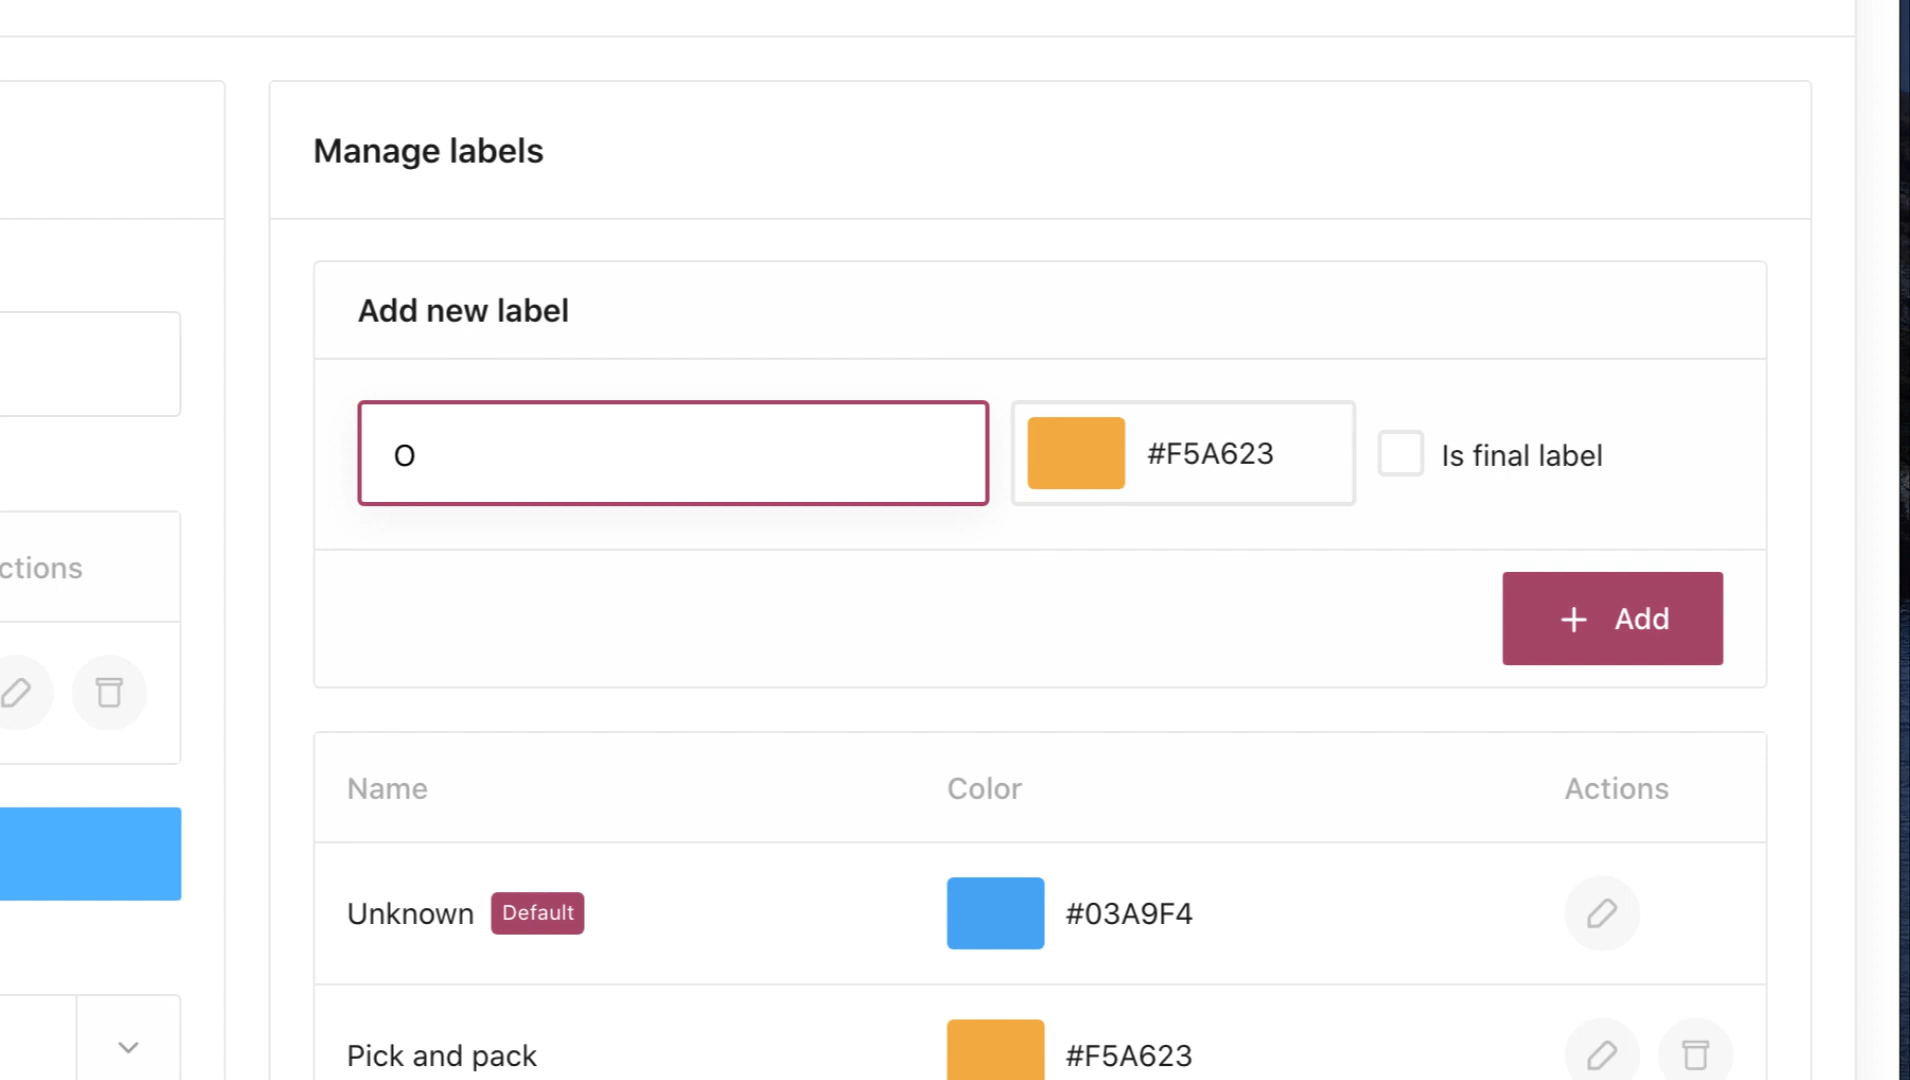 Manage labels
Add new label
O
#F5A623
Is final label
ctions
+ Add
Name Color Actions
Unknown Default #03A9F4
Pick and pack #F5A623